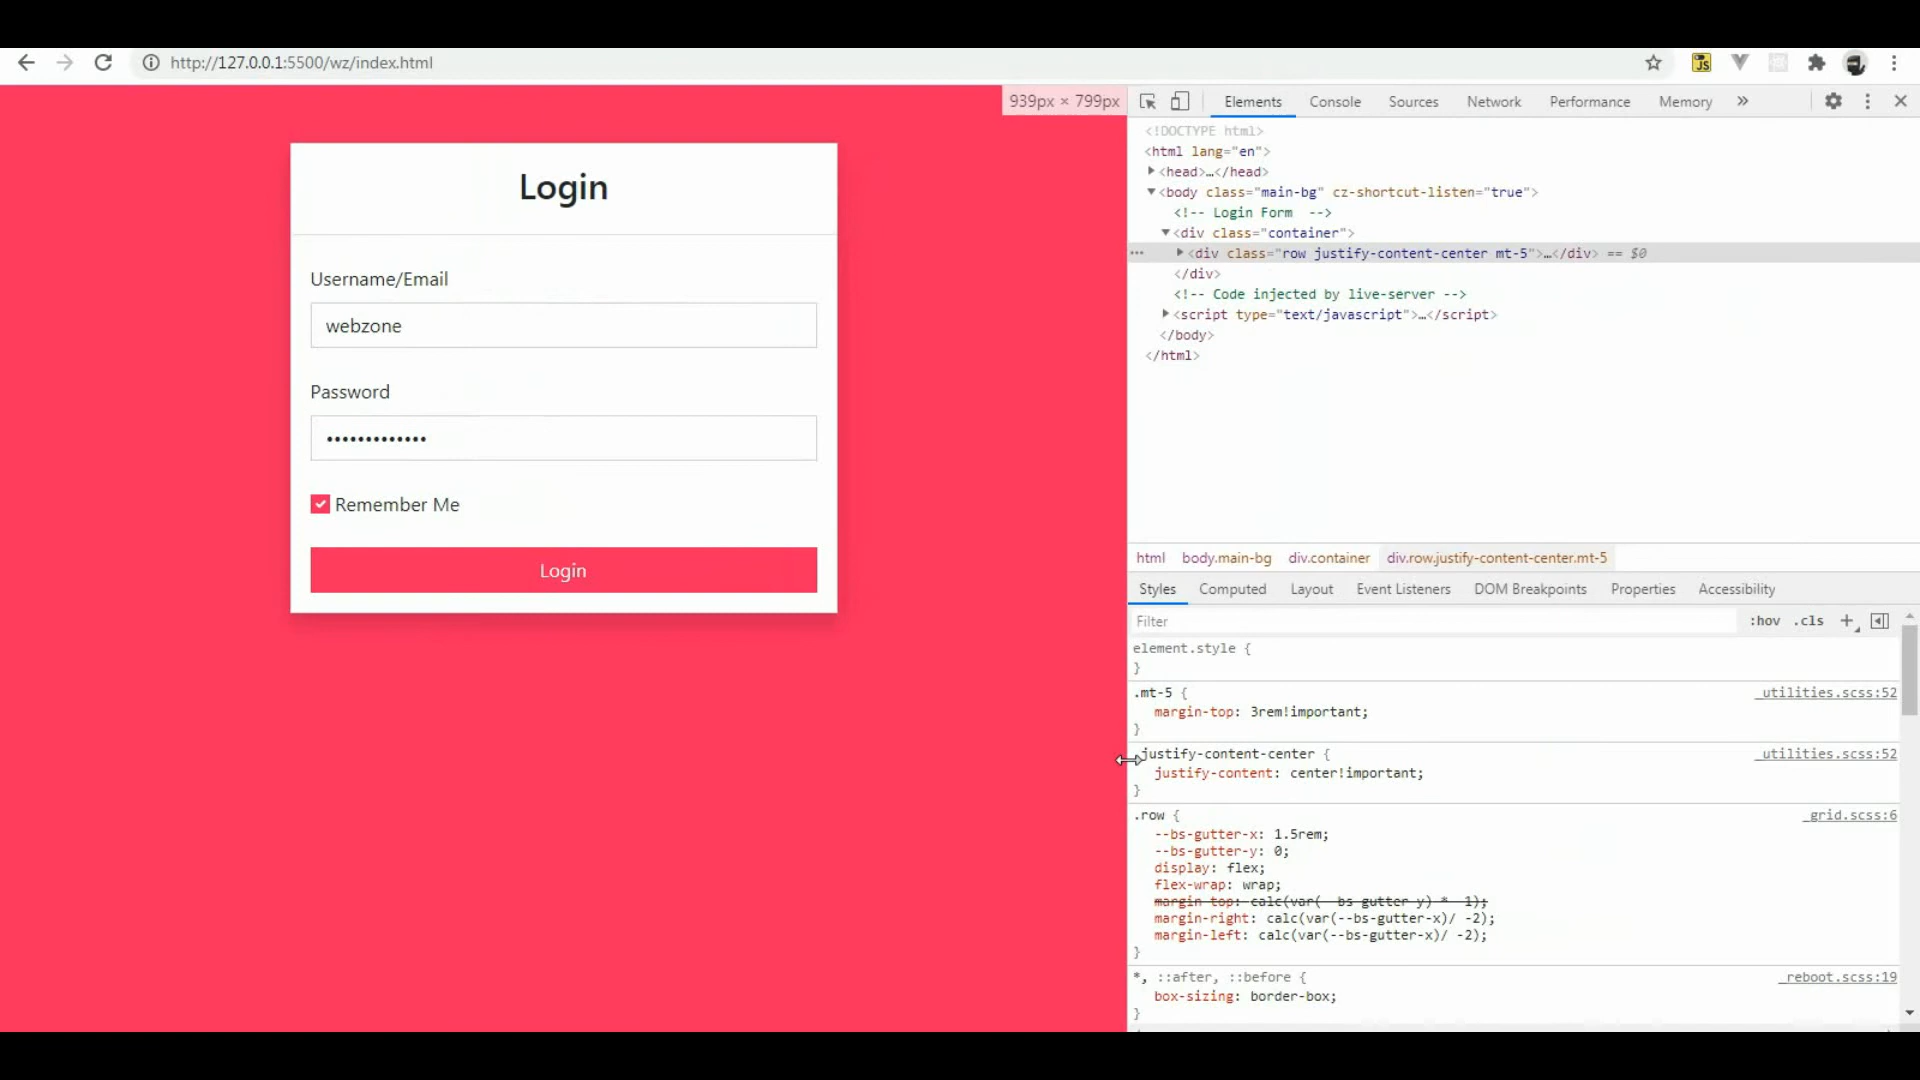 http://127.0.0.1:5500/wz/index.html
JS
939px × 799px
Login
Username/Email
webzone
Password
•••••••••••••
Remember Me
Login
Elements Console Sources Network Performance Memory »
<!DOCTYPE html>
<html lang="en">
<head>…</head>
<body class="main-bg" cz-shortcut-listen="true">
<!-- Login Form -->
<div class="container">
<div class="row justify-content-center mt-5">…</div> == $0
</div>
<!-- Code injected by live-server -->
<script type="text/javascript">…</script>
</body>
</html>
html body.main-bg div.container div.row.justify-content-center.mt-5
Styles Computed Layout Event Listeners DOM Breakpoints Properties Accessibility
Filter :hov .cls +
element.style {
}
.mt-5 { _utilities.scss:52
margin-top: 3rem!important;
}
justify-content-center { _utilities.scss:52
justify-content: center!important;
}
.row { _grid.scss:6
--bs-gutter-x: 1.5rem;
--bs-gutter-y: 0;
display: flex;
flex-wrap: wrap;
margin-top: calc(var(--bs-gutter-y) * -1);
margin-right: calc(var(--bs-gutter-x)/ -2);
margin-left: calc(var(--bs-gutter-x)/ -2);
}
*, ::after, ::before { _reboot.scss:19
box-sizing: border-box;
}